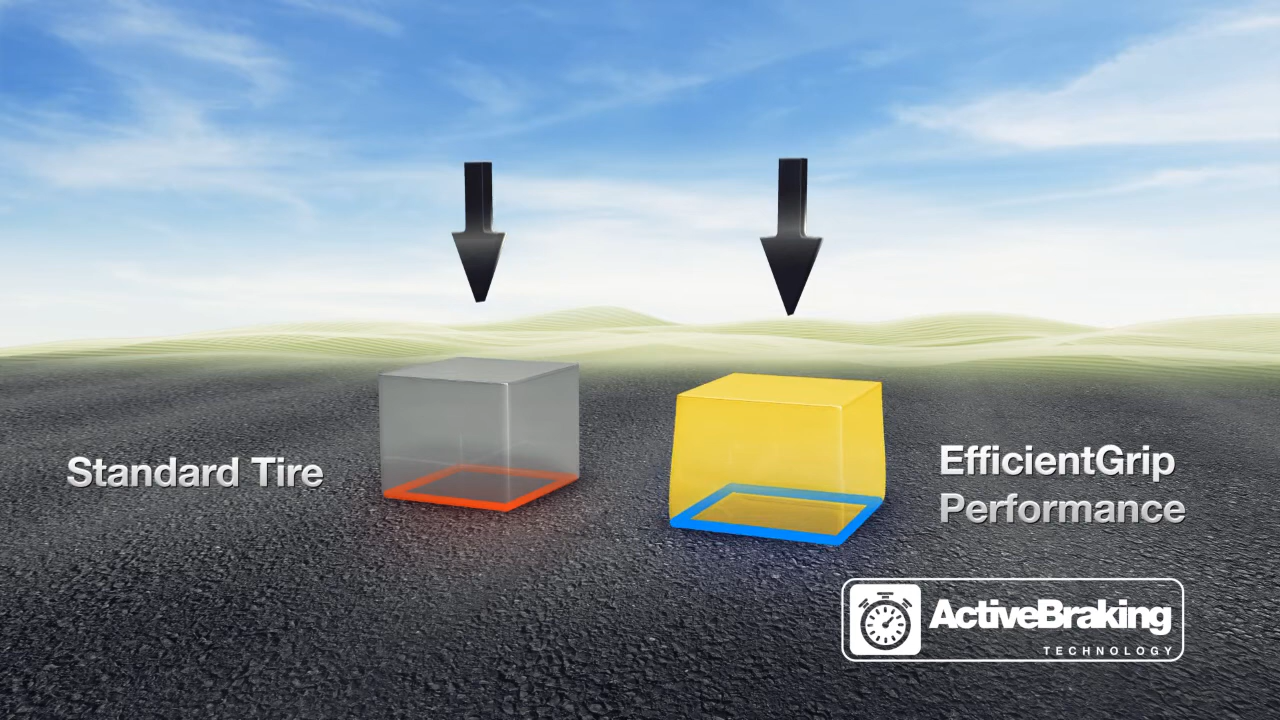 Standard Tire
EfficientGrip
Performance
ActiveBraking
TECHNOLOGY